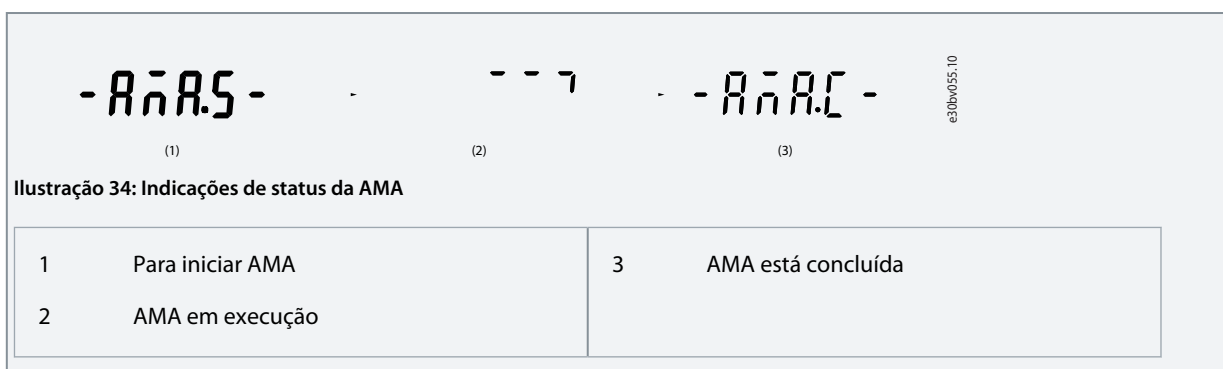 -AMA.S- - - -AMA.C-
(1) (2) (3)
e30bv055.10
Ilustração 34: Indicações de status da AMA
1 Para iniciar AMA 3 AMA está concluída
2 AMA em execução